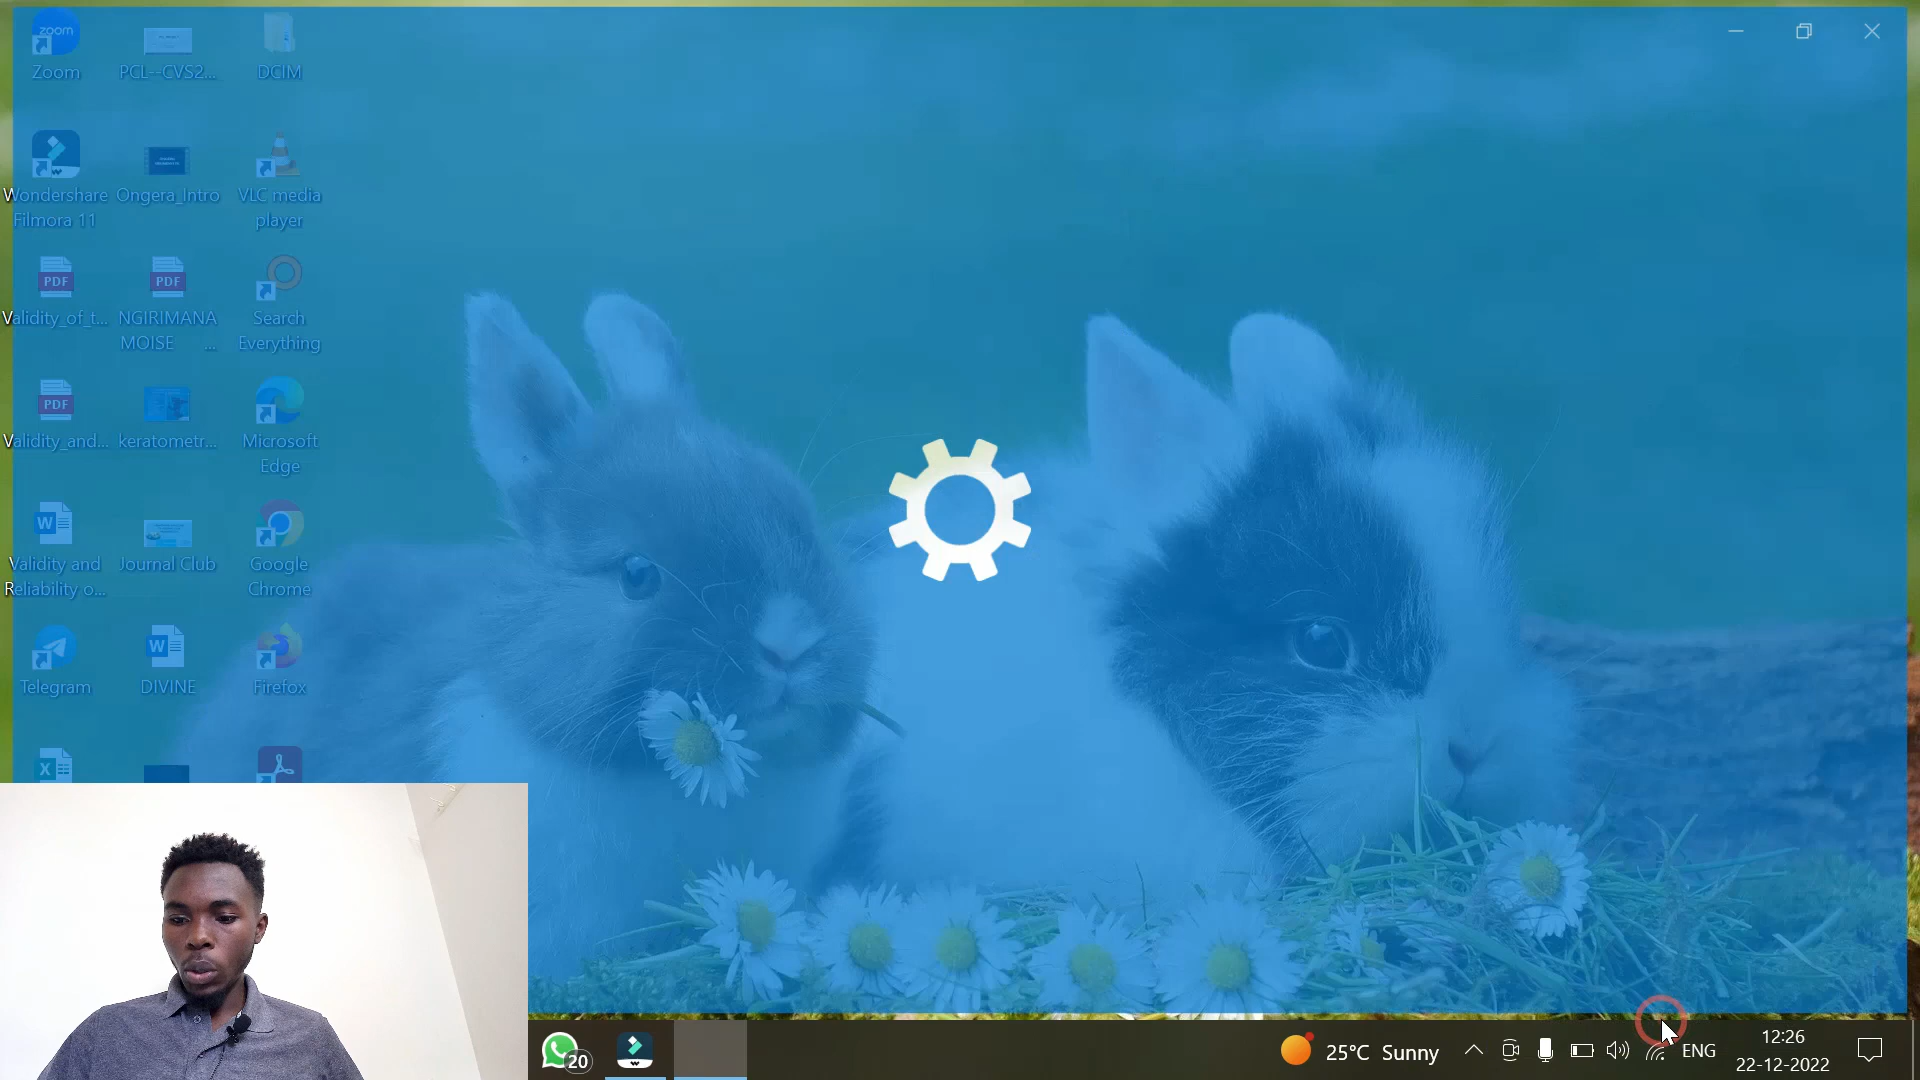 zoom
Zoom
PCL--CVS2...
DCIM
Wondershare
Filmora 11
Ongera_Intro
VLC media
player
PDF
Validity_of_t...
PDF
NGIRIMANA
MOISE ...
Search
Everything
PDF
Validity_and...
keratometr...
Microsoft
Edge
W
Validity and
Reliability o...
Journal Club
Google
Chrome
Telegram
W
DIVINE
Firefox
X
20
25°C Sunny
ENG
12:26
22-12-2022